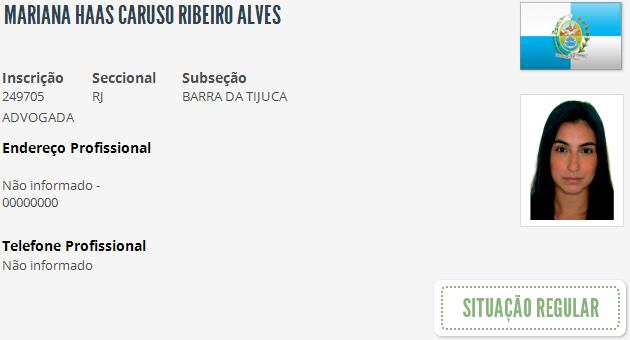 MARIANA HAAS CARUSO RIBEIRO ALVES
Inscrição Seccional Subseção
249705 RJ BARRA DA TIJUCA
ADVOGADA
Endereço Profissional
Não informado -
00000000
Telefone Profissional
Não informado
SITUAÇÃO REGULAR